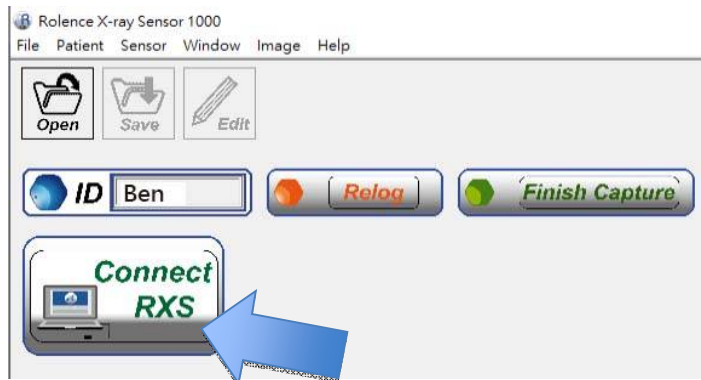 Rolence X-ray Sensor 1000
File Patient Sensor Window Image Help
Open Save Edit
ID Ben Relog Finish Capture
Connect
RXS